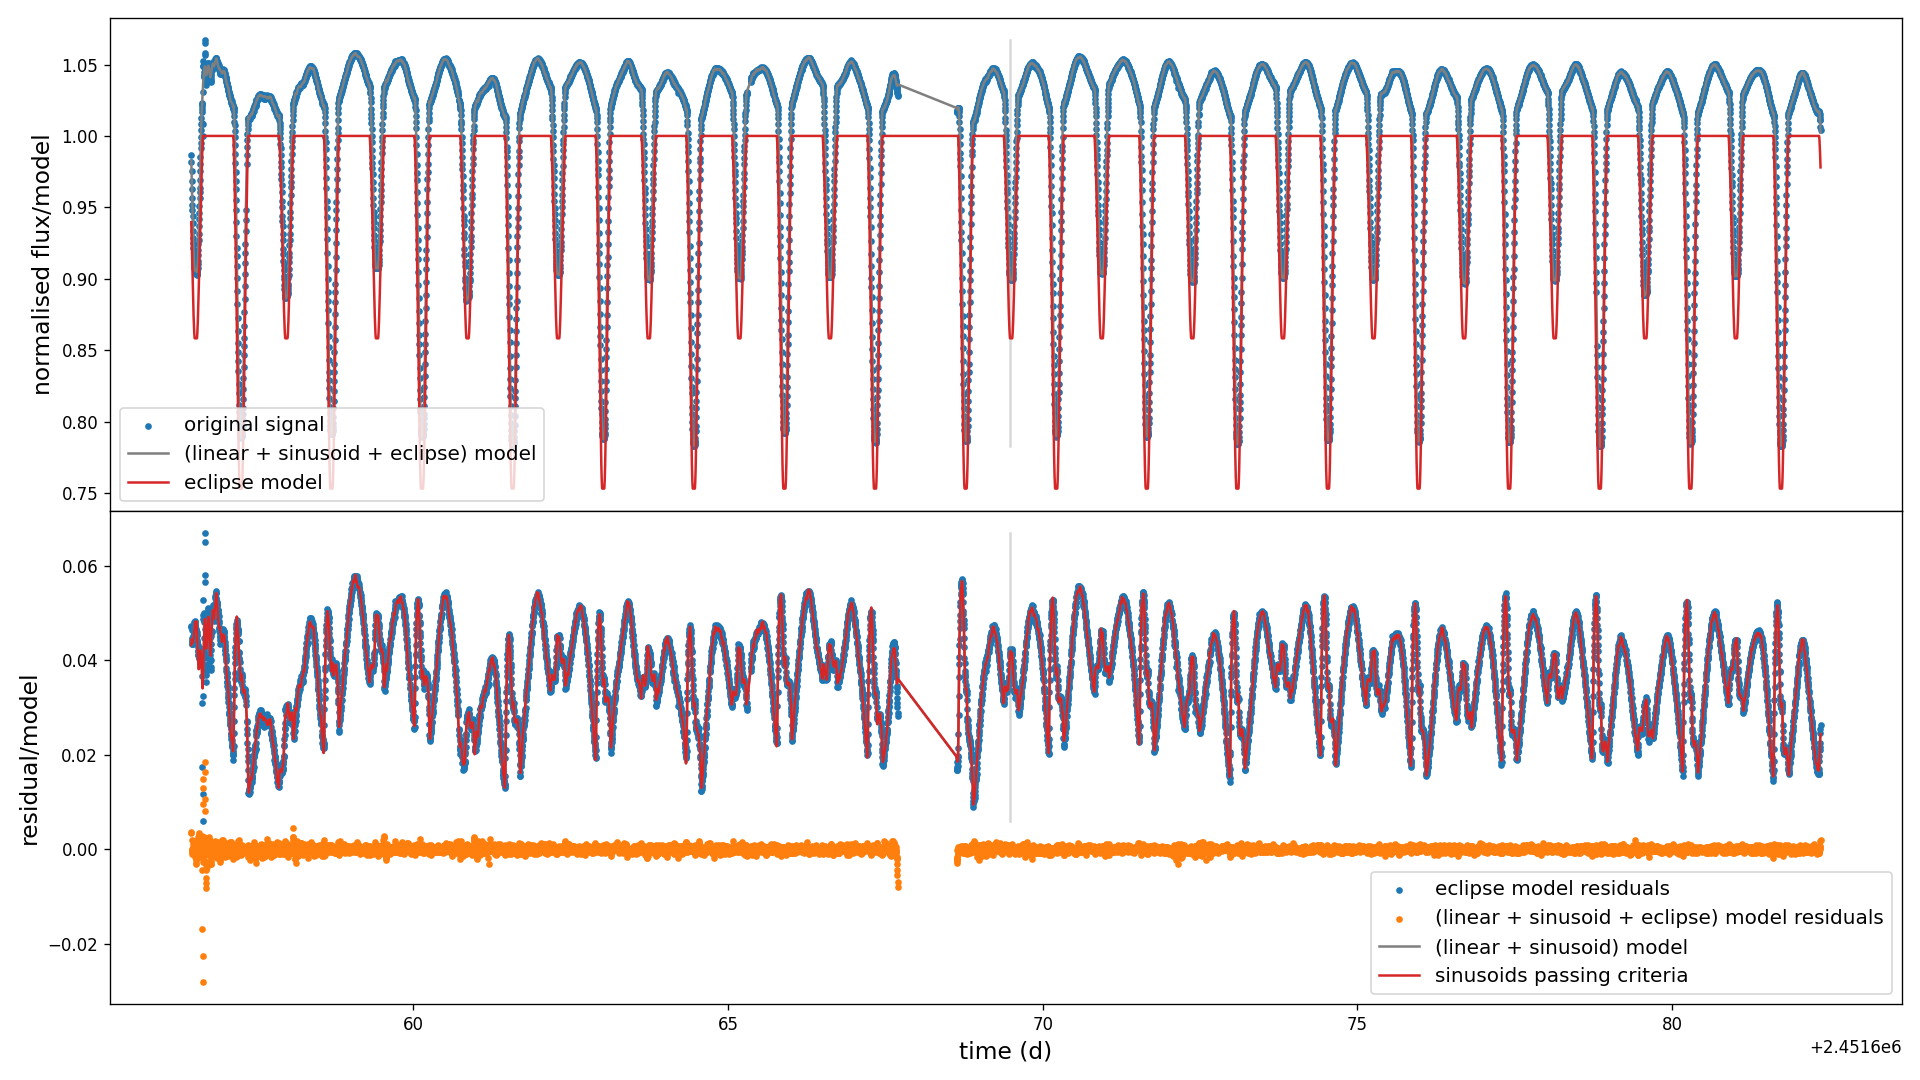 normalised flux/model
1.05
1.00
0.95
0.90
0.85
0.80
0.75
original signal
(linear + sinusoid + eclipse) model
eclipse model
residual/model
0.06
0.04
0.02
0.00
−0.02
eclipse model residuals
(linear + sinusoid + eclipse) model residuals
(linear + sinusoid) model
sinusoids passing criteria
60
65
70
75
80
time (d)
+2.4516e6